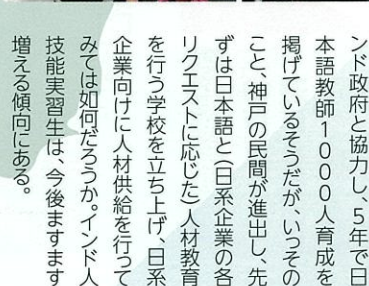 ンド政府と協力し、5年で日
本語教師1000人育成を
掲げているそうだが、いっその
こと、神戸の民間が進出し、先
ずは日本語と（日系企業の各
リクエストに応じた）人材教育
を行う学校を立ち上げ、日系
企業向けに人材供給を行って
みては如何だろうか。インド人
技能実習生は、今後ますます
増える傾向にある。